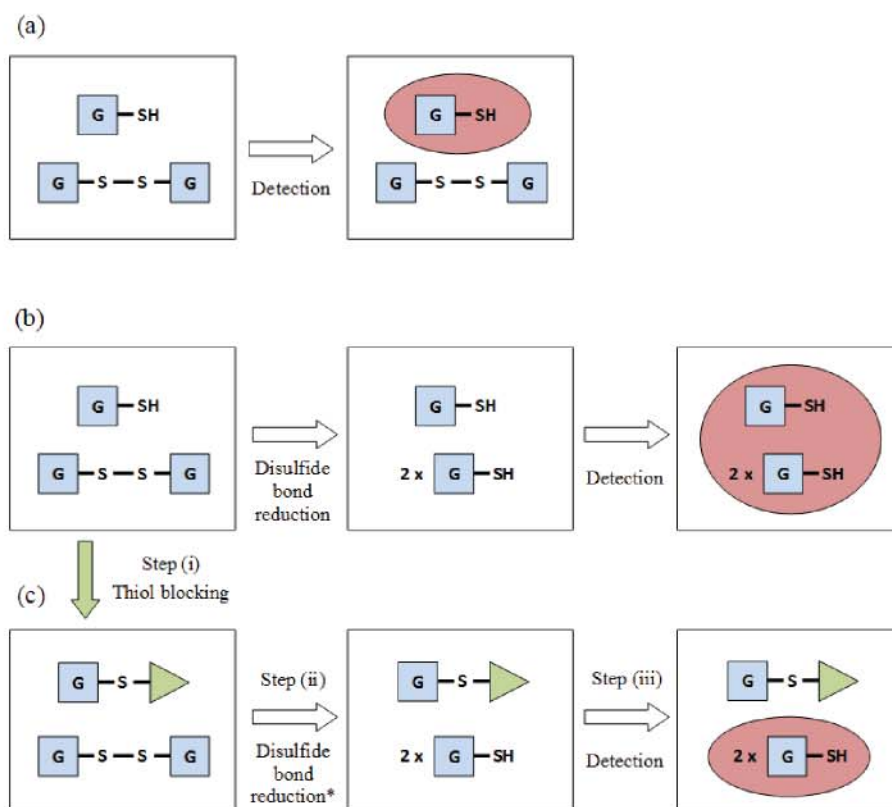 (a)
G SH
G SH
G S S G
Detection
G S S G
(b)
G SH
G SH
G SH
G S S G
Disulfide
bond
reduction
2 x G SH
Detection
2 x G SH
Step (i)
Thiol blocking
(c)
G S
Step (ii)
G S
Step (iii)
G S
G S S G
Disulfide
bond
reduction*
2 x G SH
Detection
2 x G SH